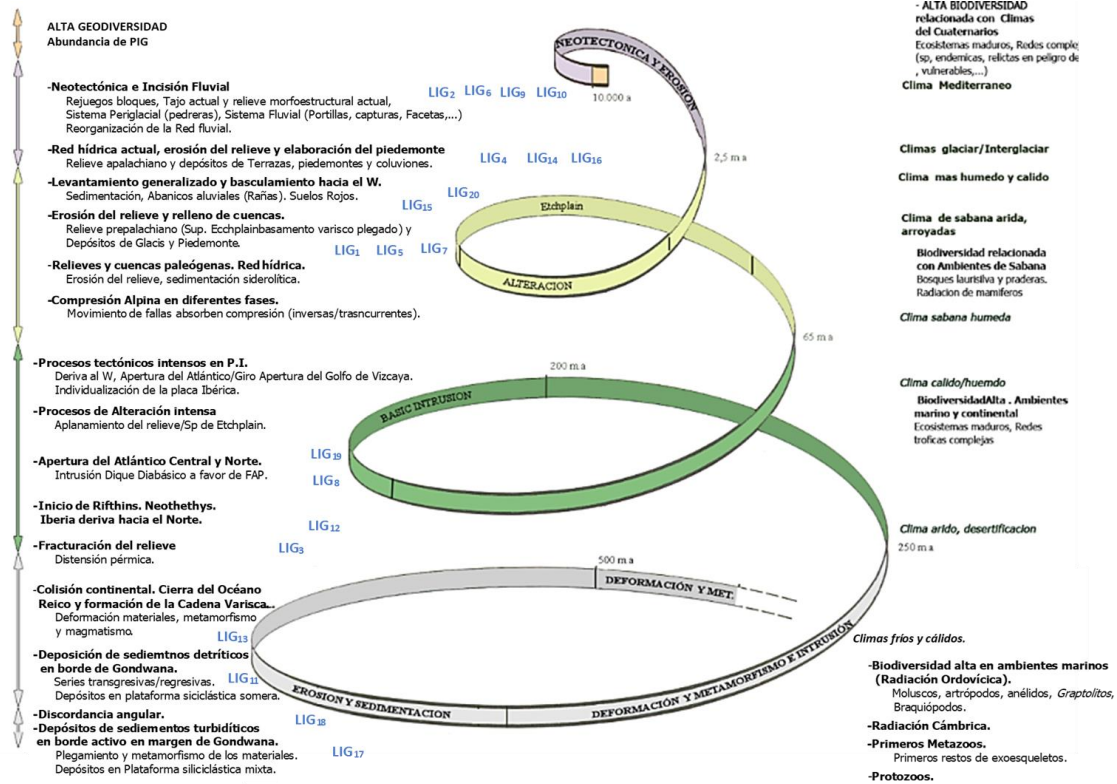 ALTA GEODIVERSIDAD
Abundancia de PIG
-Neotectónica e Incisión Fluvial
Rejuegos bloques, Tajo actual y relieve morfoestructural actual,
Sistema Periglacial (pedreras), Sistema Fluvial (Portillas, capturas, Facetas,...)
Reorganización de la Red fluvial.
-Red hídrica actual, erosión del relieve y elaboración del piedemonte
Relieve apalachiano y depósitos de Terrazas, piedemontes y coluviones.
-Levantamiento generalizado y basculamiento hacia el W.
Sedimentación, Abanicos aluviales (Rañas). Suelos Rojos.
-Erosión del relieve y relleno de cuencas.
Relieve prepalachiano (Sup. Ecchplainbasamento varisco plegado) y
Depósitos de Glacis y Piedemonte.
-Relieves y cuencas paleógenas. Red hídrica.
Erosión del relieve, sedimentación siderolítica.
-Compresión Alpina en diferentes fases.
Movimiento de fallas absorben compresión (inversas/trasncurrentes).
-Procesos tectónicos intensos en P.I.
Deriva al W, Apertura del Atlántico/Giro Apertura del Golfo de Vizcaya.
Individualización de la placa Ibérica.
-Procesos de Alteración intensa
Aplanamiento del relieve/Sp de Etchplain.
-Apertura del Atlántico Central y Norte.
Intrusión Dique Diabásico a favor de FAP.
-Inicio de Rifthins. Neothethys.
Iberia deriva hacia el Norte.
-Fracturación del relieve
Distensión pérmica.
-Colisión continental. Cierra del Océano
Reico y formación de la Cadena Varisca..
Deformación materiales, metamorfismo
y magmatismo.
-Deposición de sediemtnos detríticos
en borde de Gondwana.
Series transgresivas/regresivas.
Depósitos en plataforma siciclástica somera.
-Discordancia angular.
-Depósitos de sediementos turbidíticos
en borde activo en margen de Gondwana.
Plegamiento y metamorfismo de los materiales.
Depósitos en Plataforma siliciclástica mixta.
LIG2 LIG6 LIG9 LIG10
LIG4 LIG14 LIG16
LIG20
LIG15
LIG1 LIG5 LIG7
LIG19
LIG8
LIG12
LIG3
LIG13
LIG11
LIG18
LIG17
NEOTECTONICA Y EROSIÓN
10.000 a
2,5 m a
Etchplain
ALTERACION
65 m a
200 m a
BASIC INTRUSION
250 m a
500 m a
DEFORMACIÓN Y MET.
EROSION Y SEDIMENTACION
DEFORMACIÓN Y METAMORFISMO E INTRUSIÓN
- ALTA BIODIVERSIDAD
relacionada con Climas
del Cuaternarios
Ecosistemas maduros, Redes comple
(sp, endemicas, relictas en peligro de
, vulnerables,...)
Clima Mediterraneo
Climas glaciar/Interglaciar
Clima mas humedo y calido
Clima de sabana arida,
arroyadas
Biodiversidad relacionada
con Ambientes de Sabana
Bosques laurisilva y praderas.
Radiacion de mamiferos
Clima sabana humeda
Clima calido/huemdo
BiodiversidadAlta . Ambientes
marino y continental
Ecosistemas maduros, Redes
troficas complejas
Clima arido, desertificacion
Climas fríos y cálidos.
-Biodiversidad alta en ambientes marinos
(Radiación Ordovícica).
Moluscos, artrópodos, anélidos, Graptolitos,
Braquiópodos.
-Radiación Cámbrica.
-Primeros Metazoos.
Primeros restos de exoesqueletos.
-Protozoos.